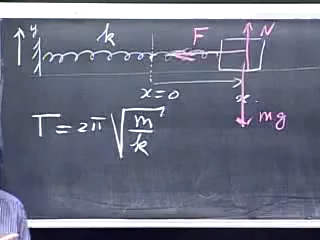 y k F N
x=0 x
mg
T = 2π √(m/k)